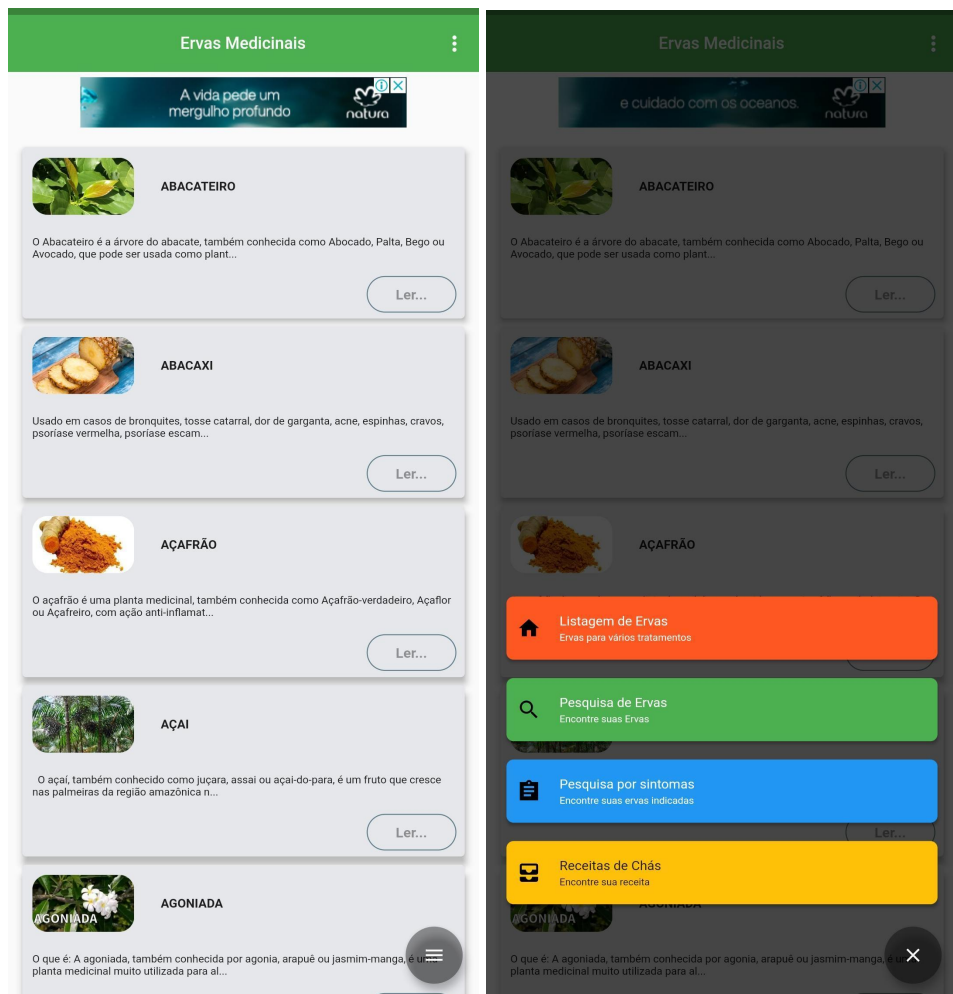 Ervas Medicinais
A vida pede um
mergulho profundo
natura
ABACATEIRO
O Abacateiro é a árvore do abacate, também conhecida como Abocado, Palta, Bego ou
Avocado, que pode ser usada como plant...
Ler...
ABACAXI
Usado em casos de bronquites, tosse catarral, dor de garganta, acne, espinhas, cravos,
psoríase vermelha, psoríase escam...
Ler...
AÇAFRÃO
O açafrão é uma planta medicinal, também conhecida como Açafrão-verdadeiro, Açaflor
ou Açafreiro, com ação anti-inflamat...
Ler...
AÇAI
O açaí, também conhecido como juçara, assai ou açai-do-para, é um fruto que cresce
nas palmeiras da região amazônica n...
Ler...
AGONIADA
AGONIADA
O que é: A agoniada, também conhecida por agonia, arapuê ou jasmim-manga, é uma
planta medicinal muito utilizada para al...
Ervas Medicinais
e cuidado com os oceanos.
natura
ABACATEIRO
O Abacateiro é a árvore do abacate, também conhecida como Abocado, Palta, Bego ou
Avocado, que pode ser usada como plant...
Ler...
ABACAXI
Usado em casos de bronquites, tosse catarral, dor de garganta, acne, espinhas, cravos,
psoríase vermelha, psoríase escam...
Ler...
AÇAFRÃO
Listagem de Ervas
Ervas para vários tratamentos
Pesquisa de Ervas
Encontre suas Ervas
Pesquisa por sintomas
Encontre suas ervas indicadas
Ler...
Receitas de Chás
Encontre sua receita
AGONIADA
AGONIADA
O que é: A agoniada, também conhecida por agonia, arapuê ou jasmim-manga, é
planta medicinal muito utilizada para al...